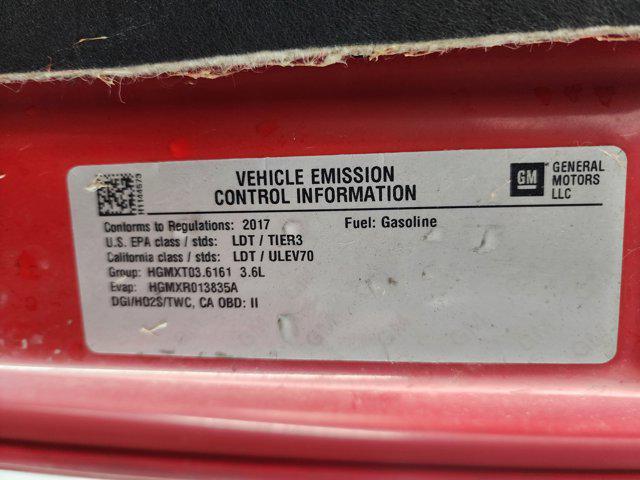 VEHICLE EMISSION
CONTROL INFORMATION
GM
GENERAL
MOTORS
LLC
Conforms to Regulations: 2017
Fuel: Gasoline
U.S. EPA class / stds: LDT / TIER3
California class / stds: LDT / ULEV70
Group: HGMXT03.6161 3.6L
Evap: HGMXR013835A
DGI/HO2S/TWC, CA OBD: II